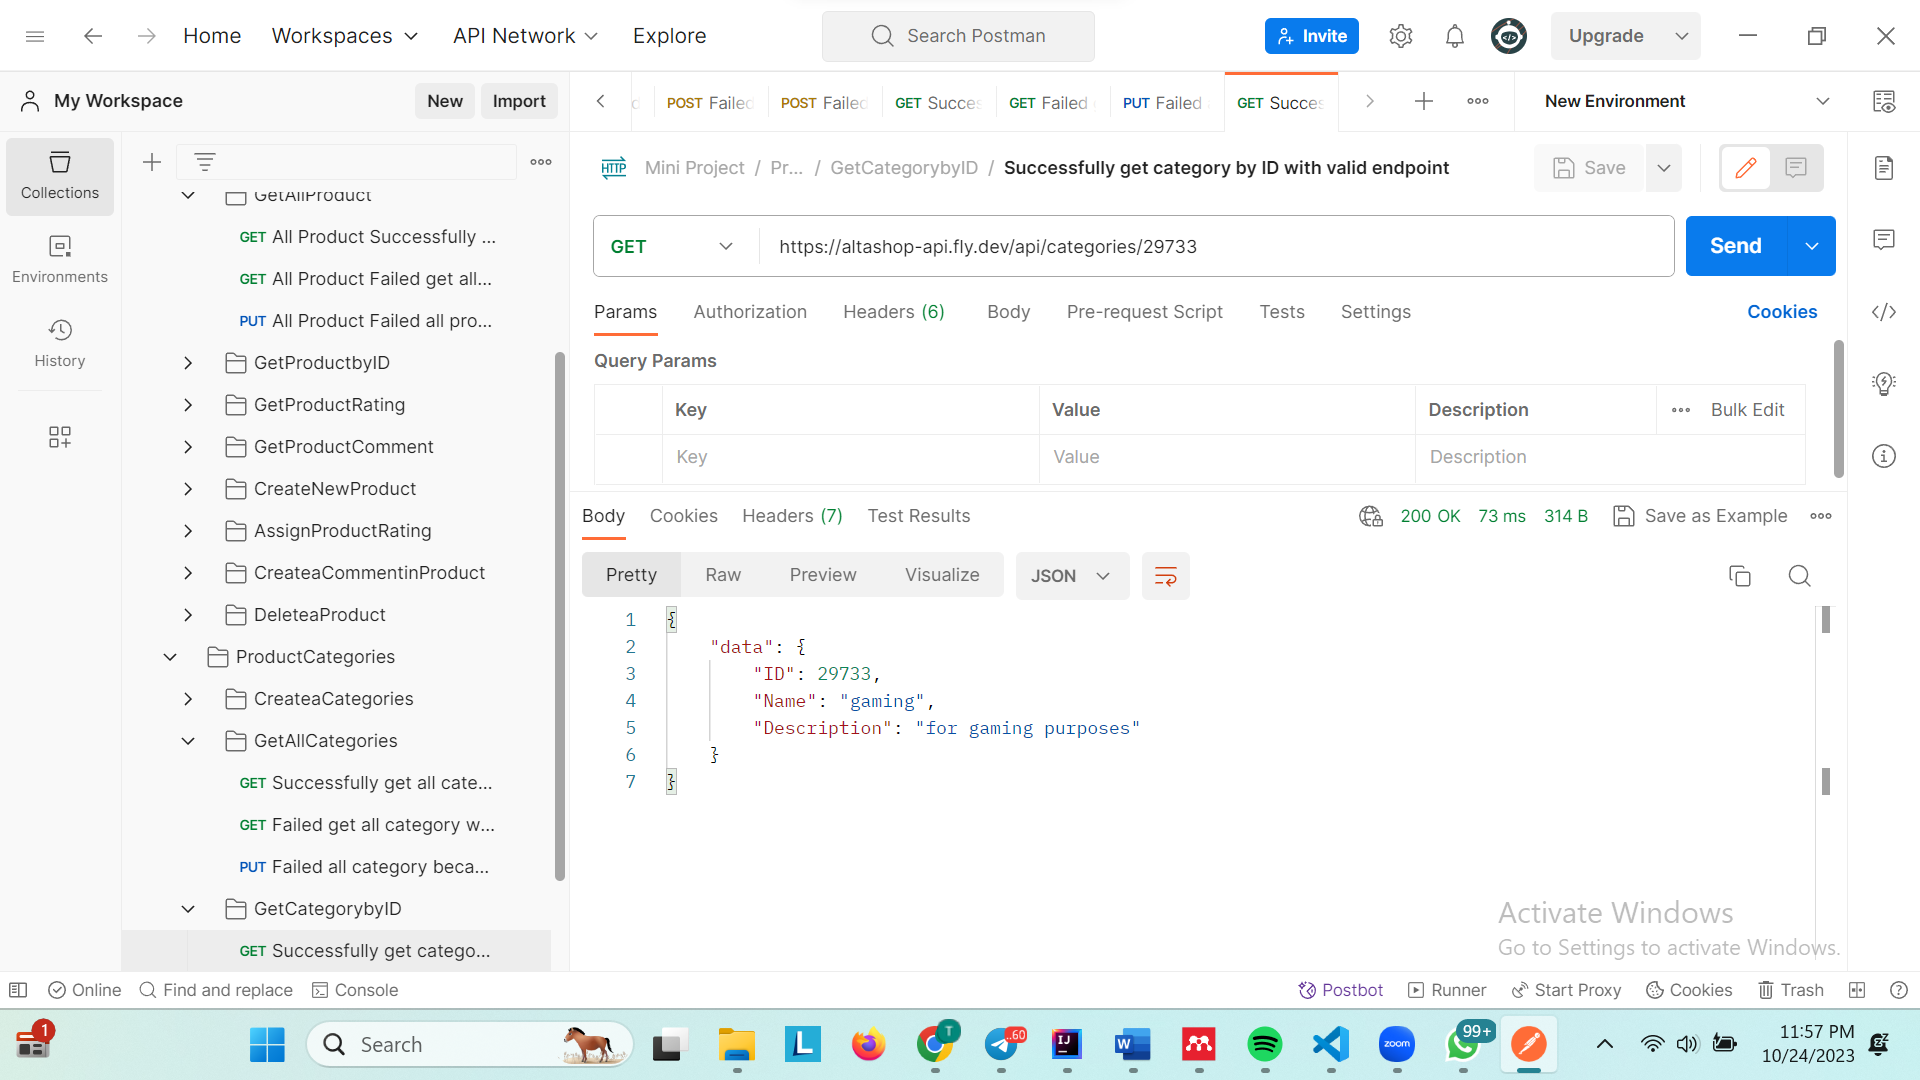 Home
Workspaces
API Network
Explore
Search Postman
Invite
Upgrade
My Workspace
New
Import
POST Failed
POST Failed
GET Succes
GET Failed
PUT Failed
GET Succes
New Environment
Collections
Environments
History
GetAllProduct
GET All Product Successfully ...
GET All Product Failed get all...
PUT All Product Failed all pro...
GetProductbyID
GetProductRating
GetProductComment
CreateNewProduct
AssignProductRating
CreateaCommentinProduct
DeleteaProduct
ProductCategories
CreateaCategories
GetAllCategories
GET Successfully get all cate...
GET Failed get all category w...
PUT Failed all category beca...
GetCategorybyID
GET Successfully get catego...
HTTP Mini Project / Pr... / GetCategorybyID / Successfully get category by ID with valid endpoint
Save
GET
https://altashop-api.fly.dev/api/categories/29733
Send
Params Authorization Headers (6) Body Pre-request Script Tests Settings
Cookies
Query Params
Key Value Description ••• Bulk Edit
Key Value Description
Body Cookies Headers (7) Test Results
200 OK 73 ms 314 B Save as Example
Pretty Raw Preview Visualize JSON
1 {
2 "data": {
3 "ID": 29733,
4 "Name": "gaming",
5 "Description": "for gaming purposes"
6 }
7 }
Activate Windows
Go to Settings to activate Windows.
Online
Find and replace
Console
Postbot
Runner
Start Proxy
Cookies
Trash
1
Search
L
T
60
IJ
W
zoom
99+
11:57 PM
10/24/2023